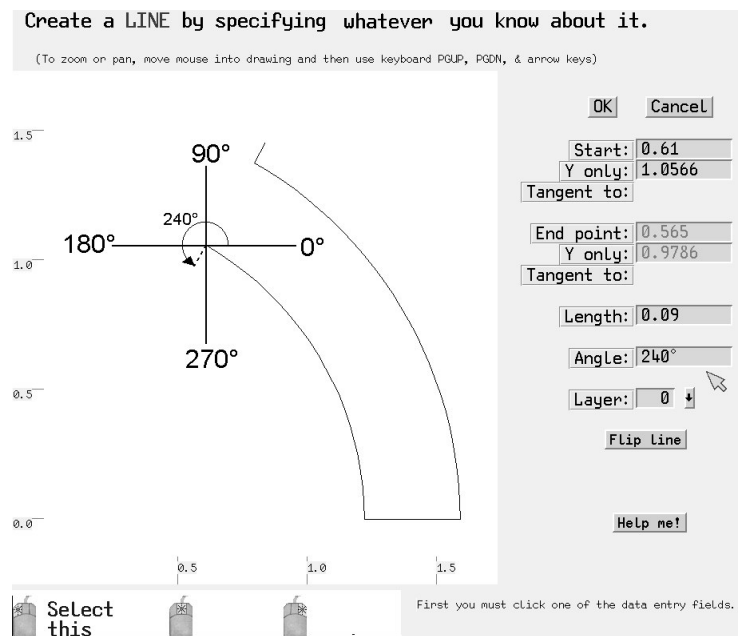 Create a LINE by specifying whatever you know about it.
(To zoom or pan, move mouse into drawing and then use keyboard PGUP, PGDN, & arrow keys)
OK Cancel
1.5
90°
Start: 0.61
Y only: 1.0566
Tangent to:
240°
180° 0°
End point: 0.565
Y only: 0.9786
1.0
Tangent to:
Length: 0.09
270°
Angle: 240°
0.5
Layer: 0
Flip line
0.0
Help me!
0.5 1.0 1.5
Select
this
First you must click one of the data entry fields.